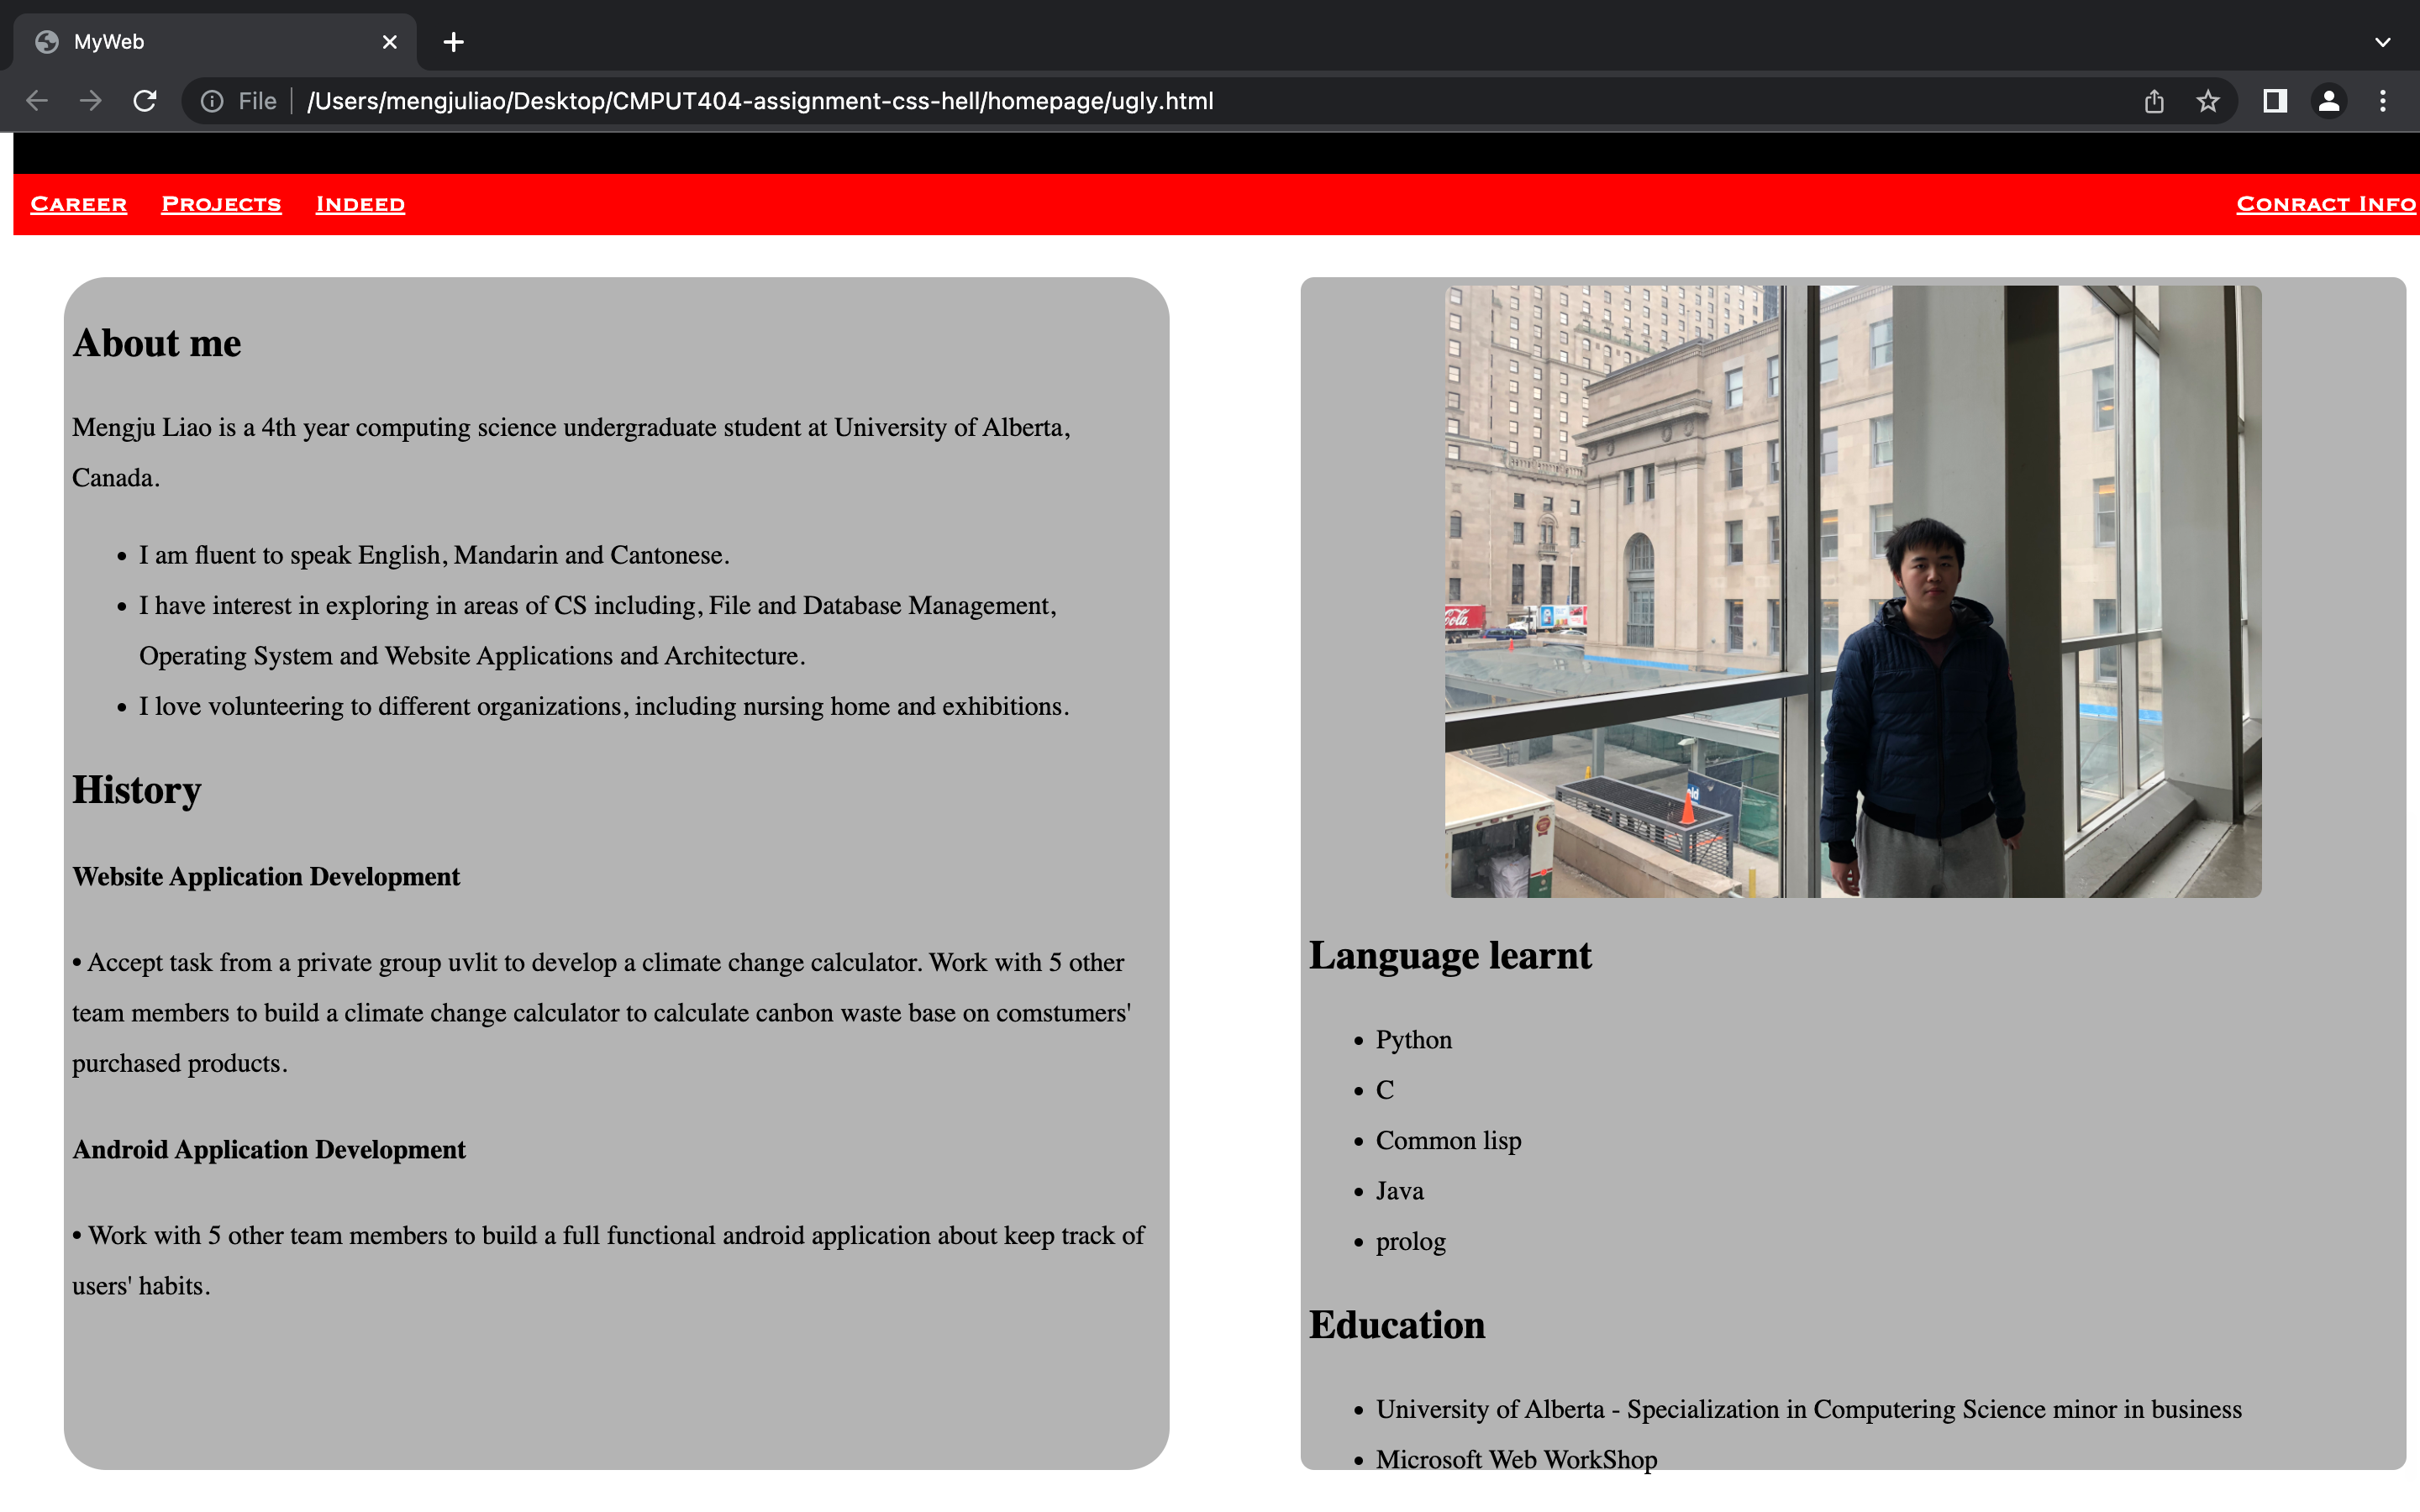 MyWeb
File
/Users/mengjuliao/Desktop/CMPUT404-assignment-css-hell/homepage/ugly.html
Career Projects Indeed Conract Info
About me
Mengju Liao is a 4th year computing science undergraduate student at University of Alberta,
Canada.
• I am fluent to speak English, Mandarin and Cantonese.
• I have interest in exploring in areas of CS including, File and Database Management,
Operating System and Website Applications and Architecture.
• I love volunteering to different organizations, including nursing home and exhibitions.
History
Website Application Development
• Accept task from a private group uvlit to develop a climate change calculator. Work with 5 other
team members to build a climate change calculator to calculate canbon waste base on comstumers'
purchased products.
Android Application Development
• Work with 5 other team members to build a full functional android application about keep track of
users' habits.
Cola
Language learnt
• Python
• C
• Common lisp
• Java
• prolog
Education
• University of Alberta - Specialization in Computering Science minor in business
• Microsoft Web WorkShop